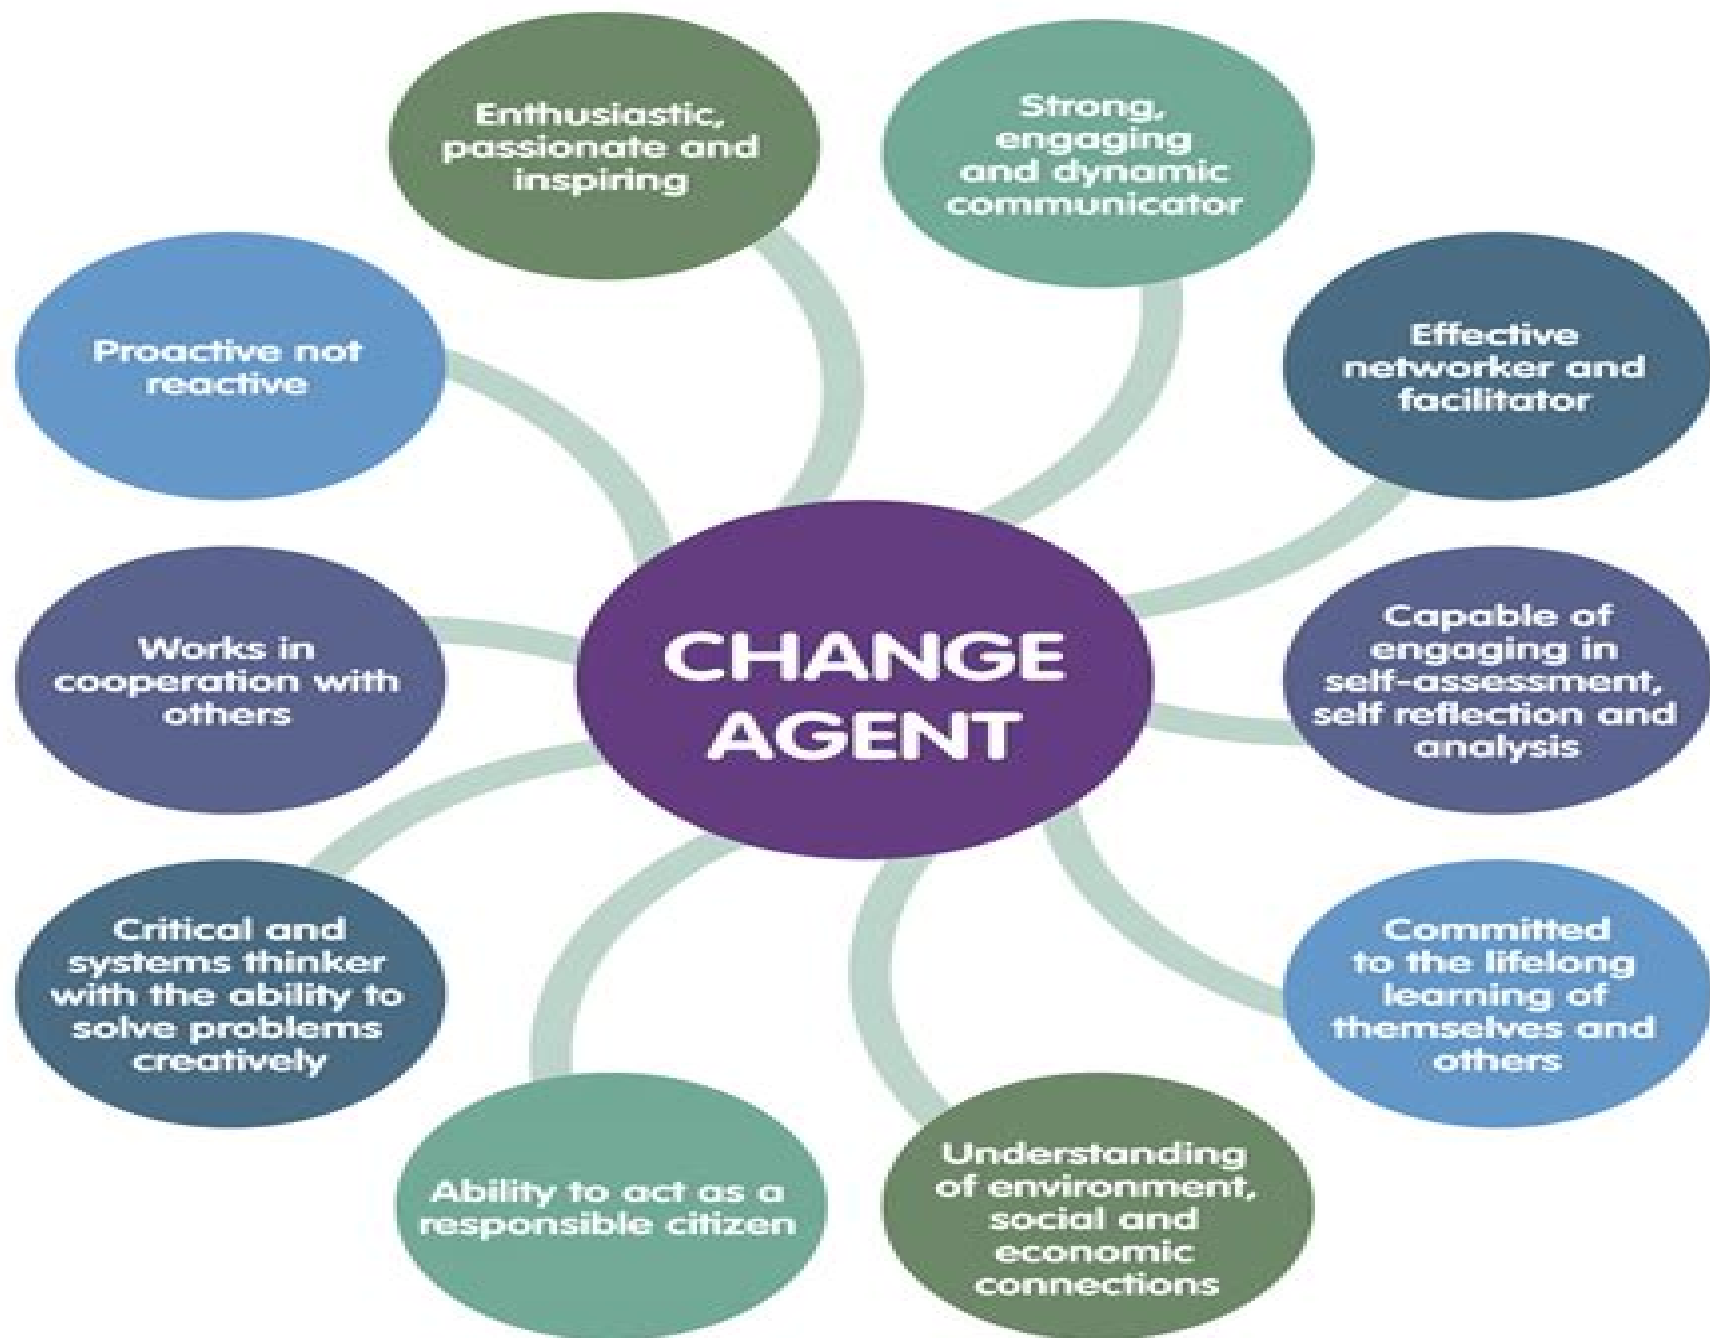 Enthusiastic,
passionate and
inspiring
Strong,
engaging
and dynamic
communicator
Effective
networker and
facilitator
Capable of
engaging in
self-assessment,
self reflection and
analysis
Committed
to the lifelong
learning of
themselves and
others
Understanding
of environment,
social and
economic
connections
Ability to act as a
responsible citizen
Critical and
systems thinker
with the ability to
solve problems
creatively
Works in
cooperation with
others
Proactive not
reactive
CHANGE
AGENT